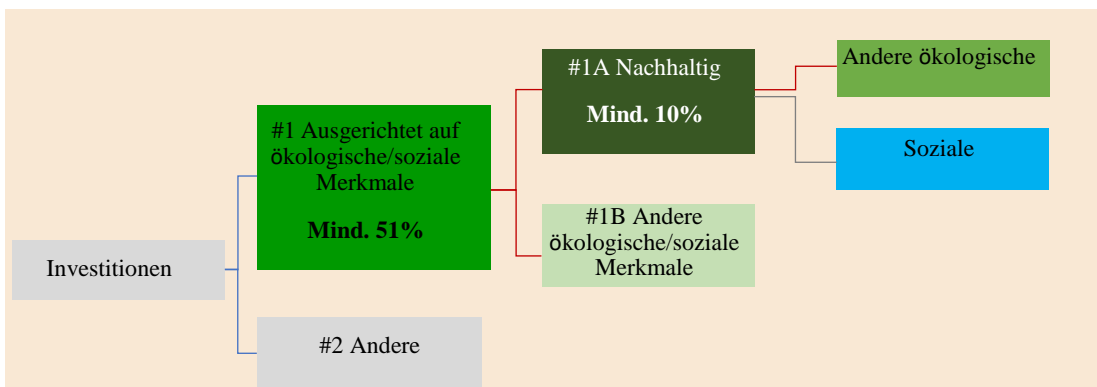 Investitionen
#1 Ausgerichtet auf
ökologische/soziale
Merkmale
Mind. 51%
#2 Andere
#1A Nachhaltig
Mind. 10%
#1B Andere
ökologische/soziale
Merkmale
Andere ökologische
Soziale